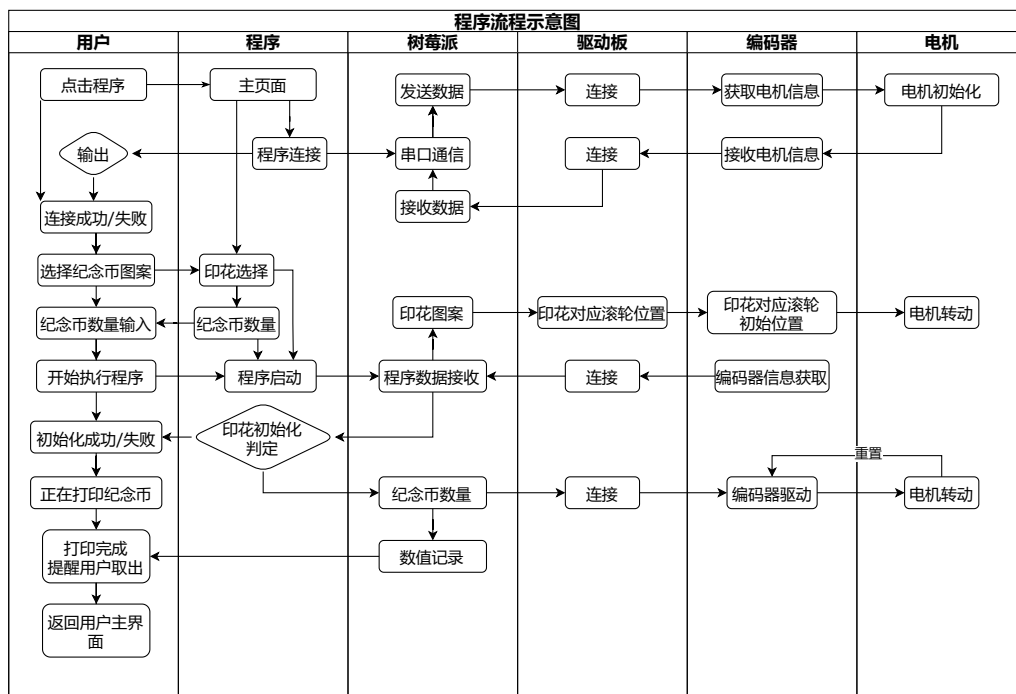 程序流程示意图
用户
程序
树莓派
驱动板
编码器
电机
点击程序
主页面
发送数据
连接
获取电机信息
电机初始化
输出
程序连接
串口通信
连接
接收电机信息
连接成功/失败
接收数据
选择纪念币图案
印花选择
纪念币数量输入
纪念币数量
印花图案
印花对应滚轮位置
印花对应滚轮
初始位置
电机转动
开始执行程序
程序启动
程序数据接收
连接
编码器信息获取
初始化成功/失败
印花初始化
判定
重置
正在打印纪念币
纪念币数量
连接
编码器驱动
电机转动
打印完成
提醒用户取出
数值记录
返回用户主界
面